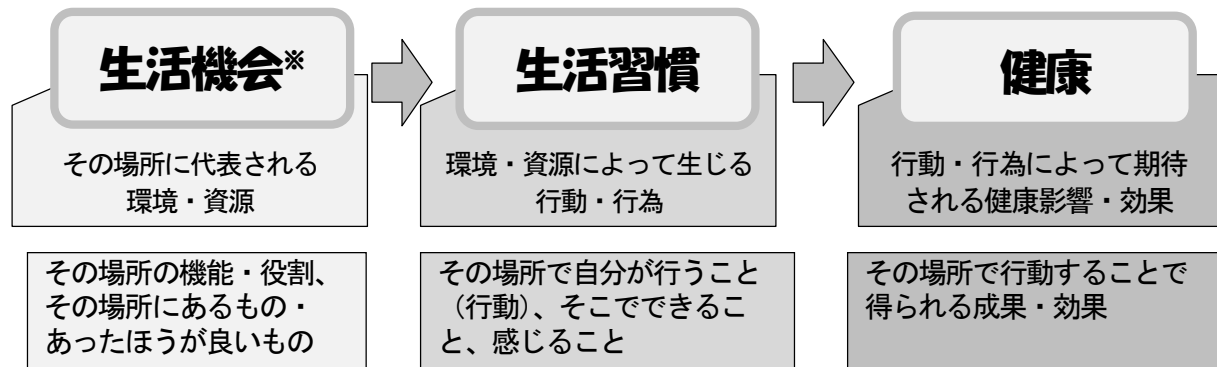 生活機会※
生活習慣
健康
その場所に代表される
環境・資源
環境・資源によって生じる
行動・行為
行動・行為によって期待
される健康影響・効果
その場所の機能・役割、
その場所にあるもの・
あったほうが良いもの
その場所で自分が行うこと
（行動）、そこでできるこ
と、感じること
その場所で行動することで
得られる成果・効果